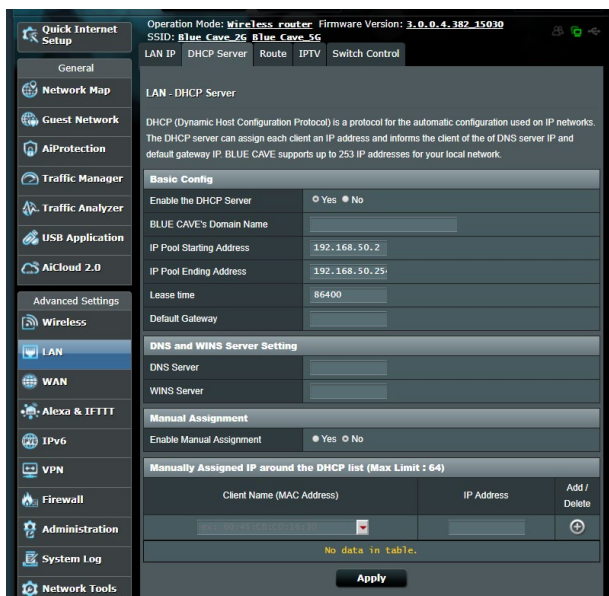 Quick Internet
Setup
General
Network Map
Guest Network
AiProtection
Traffic Manager
Traffic Analyzer
USB Application
AiCloud 2.0
Advanced Settings
Wireless
LAN
WAN
Alexa & IFTTT
IPv6
VPN
Firewall
Administration
System Log
Network Tools
Operation Mode: Wireless router Firmware Version: 3.0.0.4.382_15030
SSID: Blue Cave_2G Blue Cave_5G
LAN IP DHCP Server Route IPTV Switch Control
LAN - DHCP Server
DHCP (Dynamic Host Configuration Protocol) is a protocol for the automatic configuration used on IP networks.
The DHCP server can assign each client an IP address and informs the client of the of DNS server IP and
default gateway IP. BLUE CAVE supports up to 253 IP addresses for your local network.
Basic Config
Enable the DHCP Server Yes No
BLUE CAVE's Domain Name
IP Pool Starting Address 192.168.50.2
IP Pool Ending Address 192.168.50.25
Lease time 86400
Default Gateway
DNS and WINS Server Setting
DNS Server
WINS Server
Manual Assignment
Enable Manual Assignment Yes No
Manually Assigned IP around the DHCP list (Max Limit : 64)
Client Name (MAC Address) IP Address Add /
Delete
No data in table.
Apply